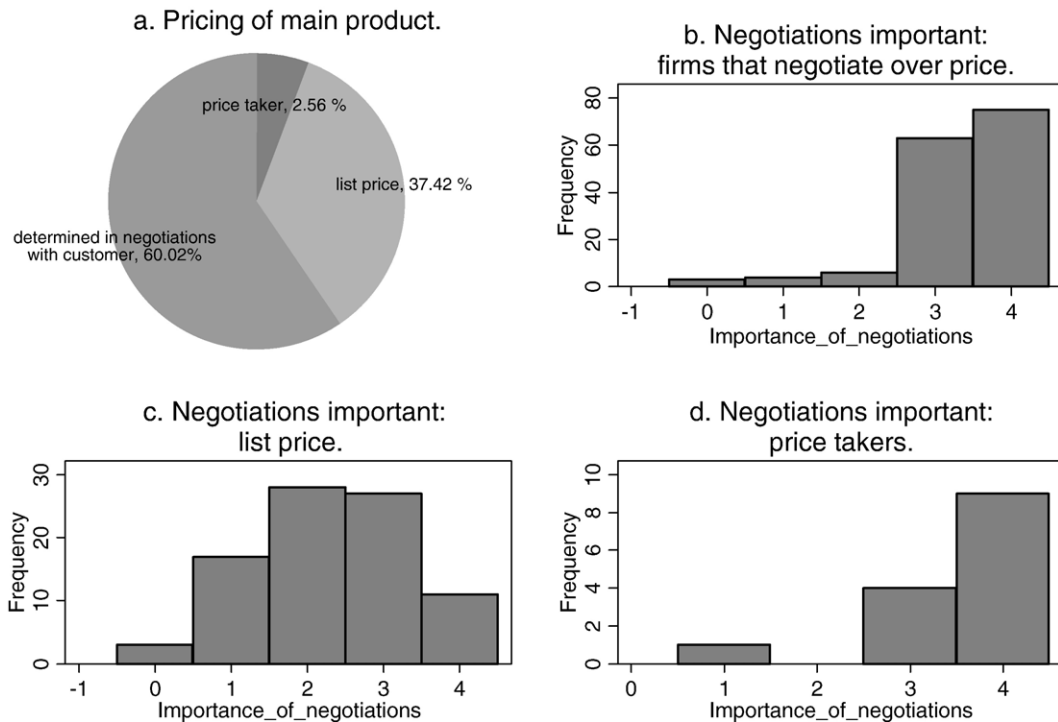 a. Pricing of main product.
price taker, 2.56 %
list price, 37.42 %
determined in negotiations
with customer, 60.02%
b. Negotiations important:
firms that negotiate over price.
Frequency
80
60
40
20
0
-1 0 1 2 3 4
Importance_of_negotiations
c. Negotiations important:
list price.
Frequency
30
20
10
0
-1 0 1 2 3 4
Importance_of_negotiations
d. Negotiations important:
price takers.
Frequency
10
8
6
4
2
0
0 1 2 3 4
Importance_of_negotiations